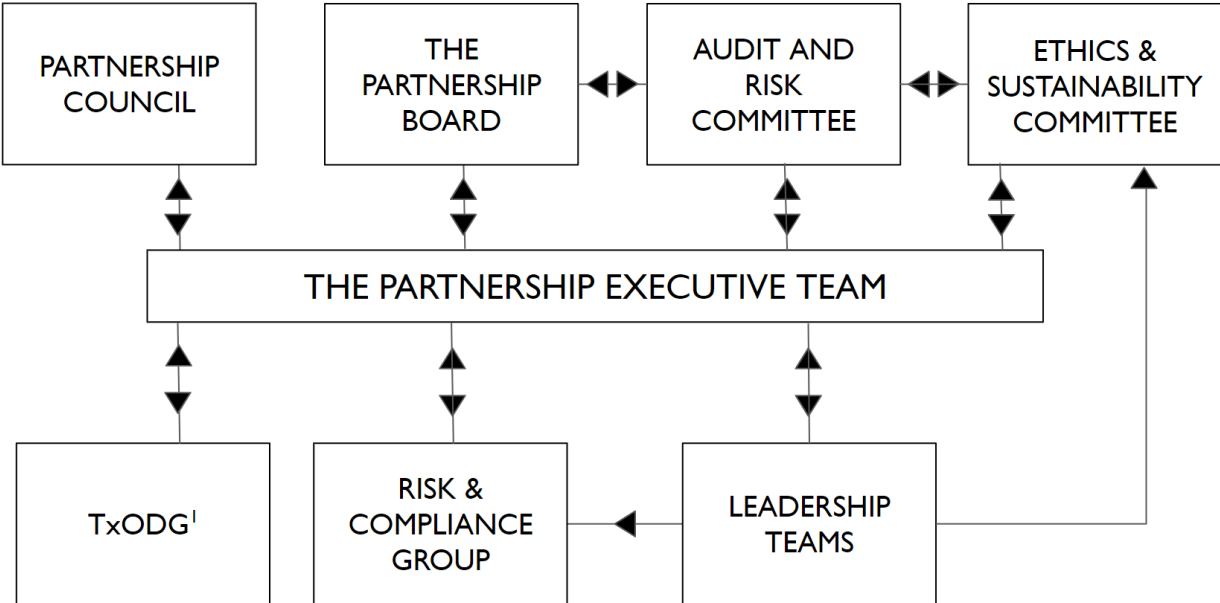 PARTNERSHIP
COUNCIL
THE
PARTNERSHIP
BOARD
AUDIT AND
RISK
COMMITTEE
ETHICS &
SUSTAINABILITY
COMMITTEE
THE PARTNERSHIP EXECUTIVE TEAM
TxODG¹
RISK &
COMPLIANCE
GROUP
LEADERSHIP
TEAMS